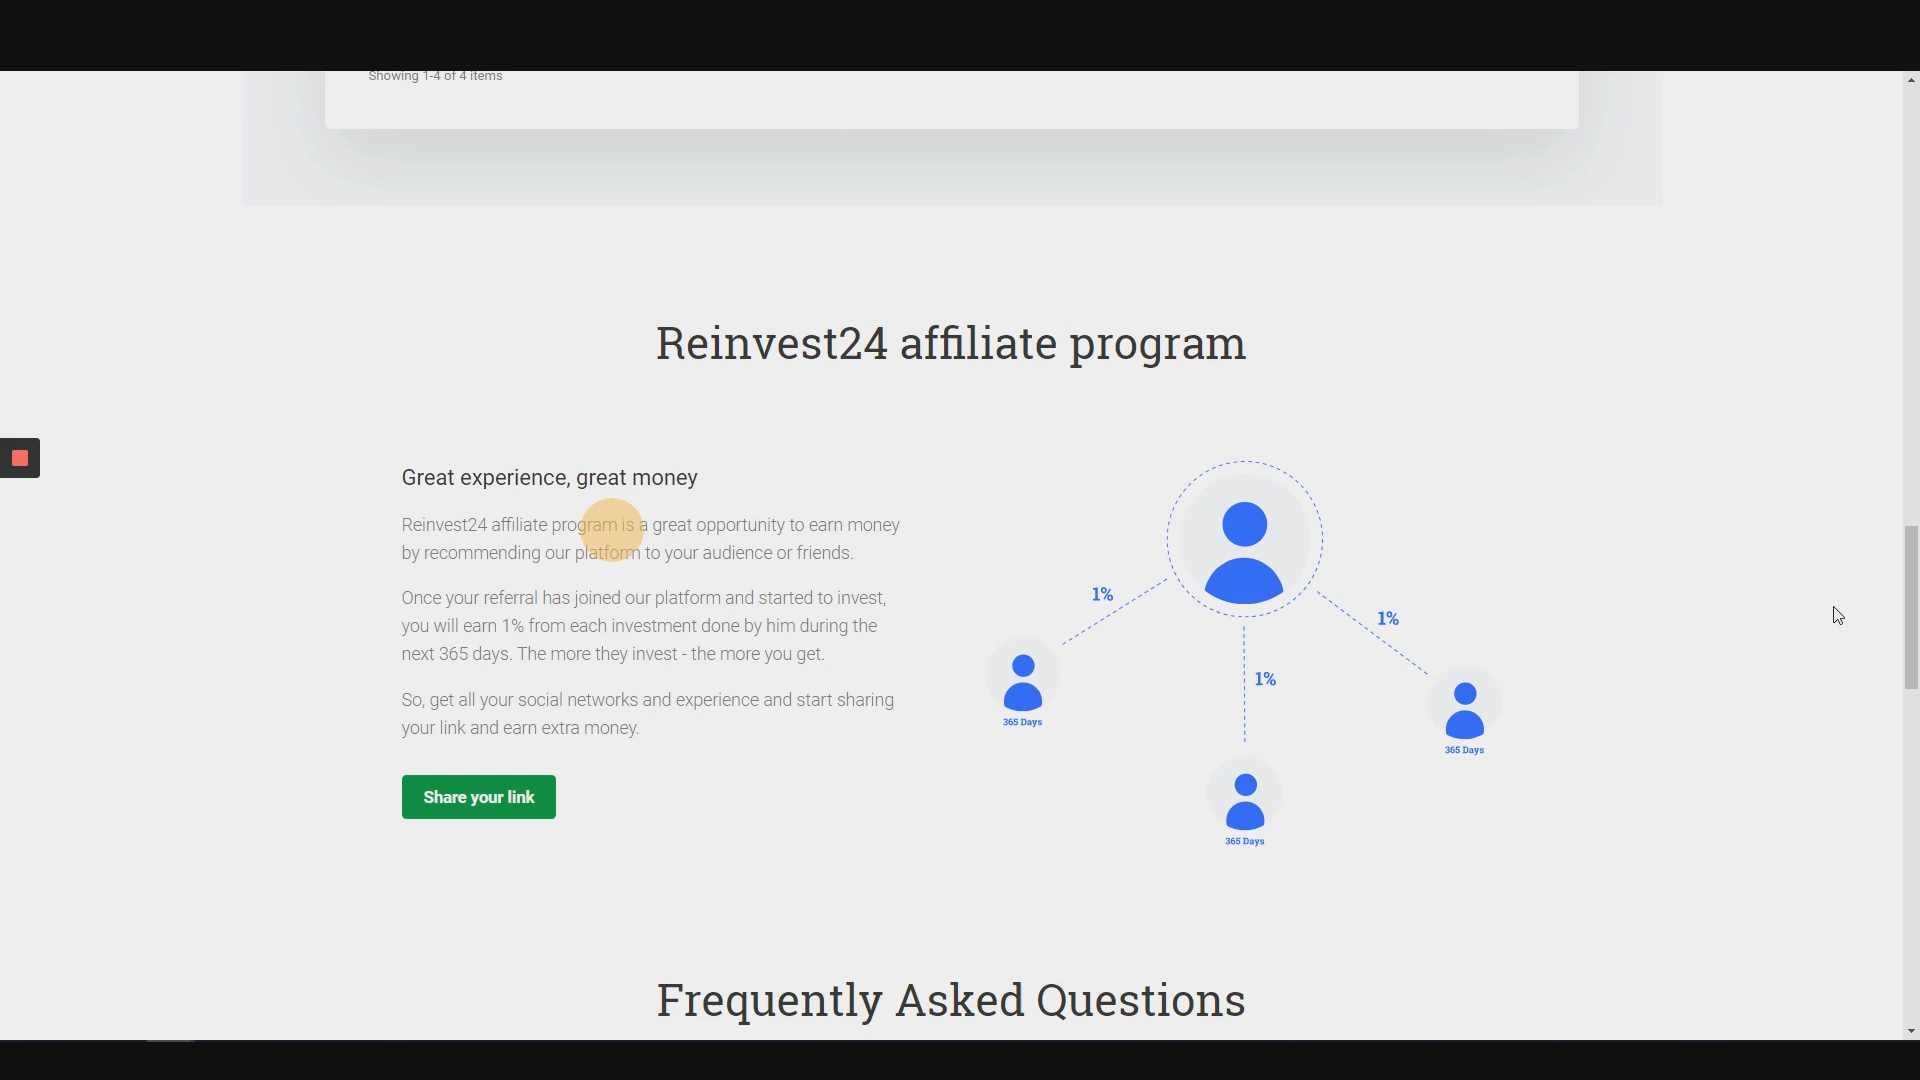 Showing 1-4 of 4 items
Reinvest24 affiliate program
Great experience, great money
Reinvest24 affiliate program is a great opportunity to earn money
by recommending our platform to your audience or friends.
Once your referral has joined our platform and started to invest,
you will earn 1% from each investment done by him during the
next 365 days. The more they invest - the more you get.
So, get all your social networks and experience and start sharing
your link and earn extra money.
Share your link
1%
1%
1%
365 Days
365 Days
365 Days
Frequently Asked Questions